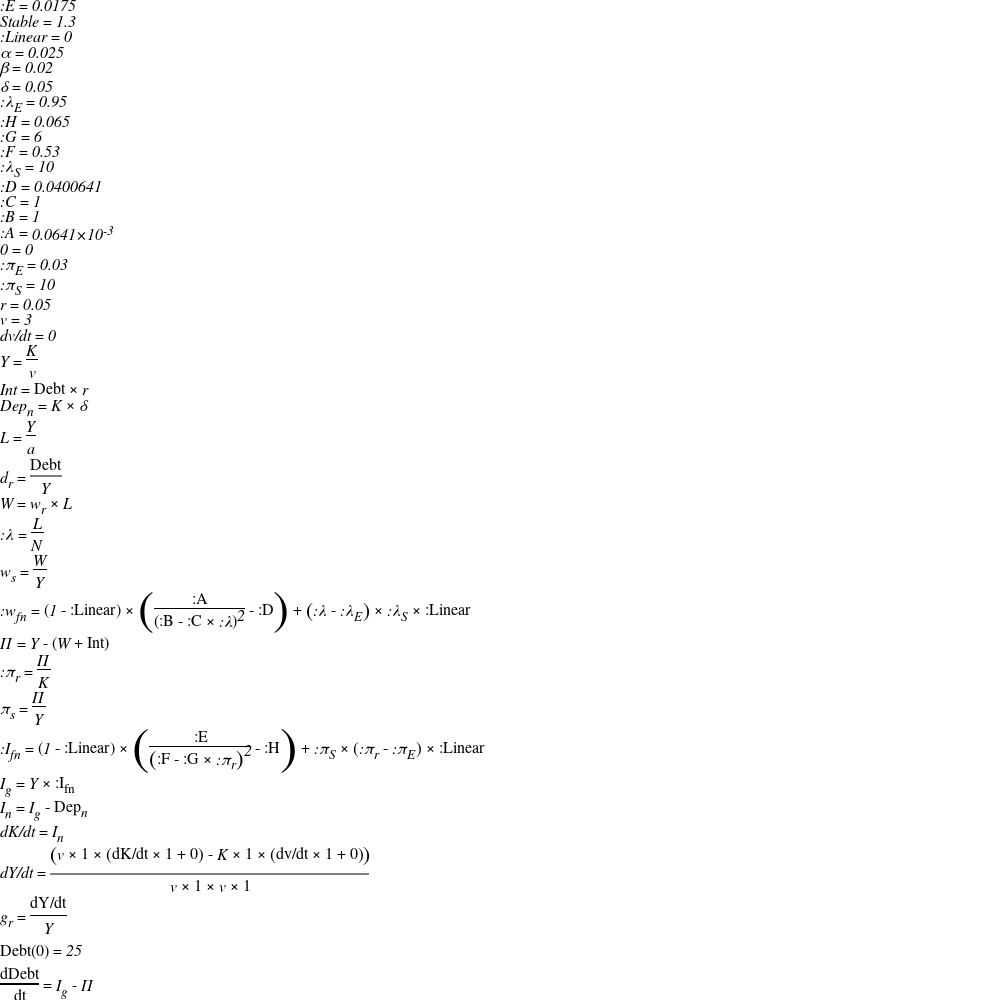 :E = 0.0175
Stable = 1.3
:Linear = 0
α = 0.025
β = 0.02
δ = 0.05
:λ_E = 0.95
:H = 0.065
:G = 6
:F = 0.53
:λ_S = 10
:D = 0.0400641
:C = 1
:B = 1
:A = 0.0641×10^-3
0 = 0
:π_E = 0.03
:π_S = 10
r = 0.05
v = 3
dv/dt = 0
Y = K/v
Int = Debt × r
Dep_n = K × δ
L = Y/a
d_r = Debt/Y
W = w_r × L
:λ = L/N
w_s = W/Y
:w_fn = (1 - :Linear) × (:A/(:B - :C × :λ)^2 - :D) + (:λ - :λ_E) × :λ_S × :Linear
Π = Y - (W + Int)
:π_r = Π/K
π_s = Π/Y
:I_fn = (1 - :Linear) × (:E/(:F - :G × :π_r)^2 - :H) + :π_S × (:π_r - :π_E) × :Linear
I_g = Y × :I_fn
I_n = I_g - Dep_n
dK/dt = I_n
dY/dt = (v × 1 × (dK/dt × 1 + 0) - K × 1 × (dv/dt × 1 + 0))/v × 1 × v × 1
g_r = dY/dt/Y
Debt(0) = 25
dDebt/dt = I_g - Π